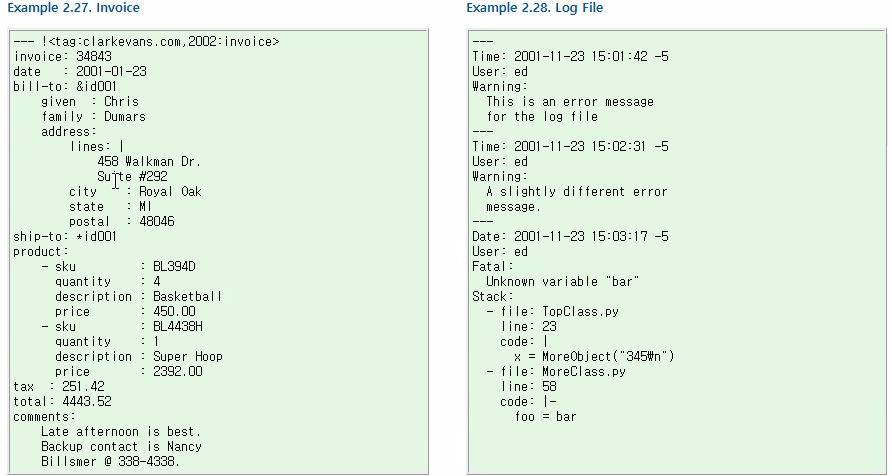 Example 2.27. Invoice
--- !<tag:clarkevans.com,2002:invoice>
invoice: 34843
date   : 2001-01-23
bill-to: &id001
    given  : Chris
    family : Dumars
    address:
        lines: |
            458 Walkman Dr.
            Suite #292
        city    : Royal Oak
        state   : MI
        postal  : 48046
ship-to: *id001
product:
    - sku         : BL394D
      quantity    : 4
      description : Basketball
      price       : 450.00
    - sku         : BL4438H
      quantity    : 1
      description : Super Hoop
      price       : 2392.00
tax  : 251.42
total: 4443.52
comments:
    Late afternoon is best.
    Backup contact is Nancy
    Billsmer @ 338-4338.
Example 2.28. Log File
---
Time: 2001-11-23 15:01:42 -5
User: ed
Warning:
  This is an error message
  for the log file
---
Time: 2001-11-23 15:02:31 -5
User: ed
Warning:
  A slightly different error
  message.
---
Date: 2001-11-23 15:03:17 -5
User: ed
Fatal:
  Unknown variable "bar"
Stack:
  - file: TopClass.py
    line: 23
    code: |
      x = MoreObject("345₩n")
  - file: MoreClass.py
    line: 58
    code: |-
      foo = bar